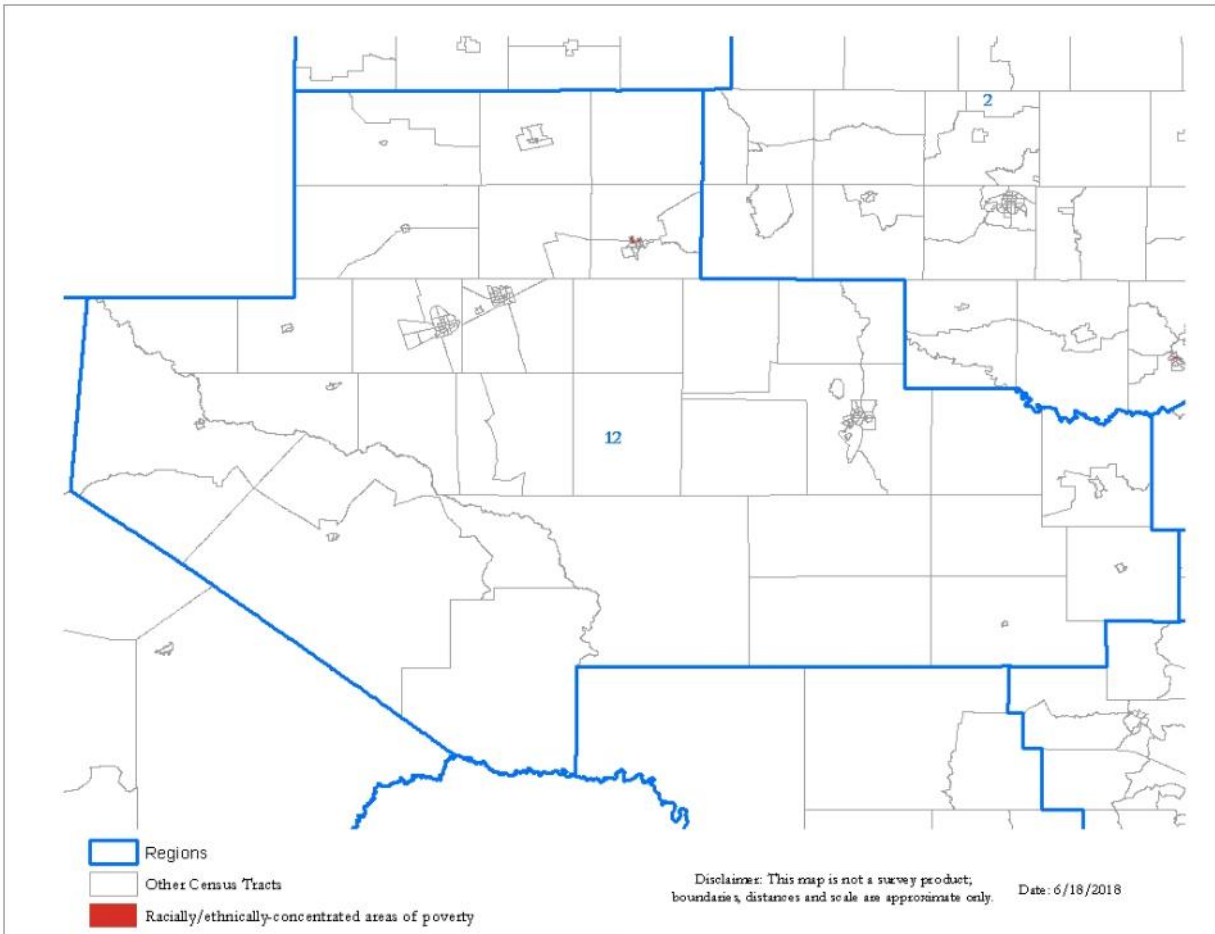 2
12
Regions
Other Census Tracts
Racially/ethnically-concentrated areas of poverty
Disclaimer: This map is not a survey product;
boundaries, distances and scale are approximate only.
Date: 6/18/2018